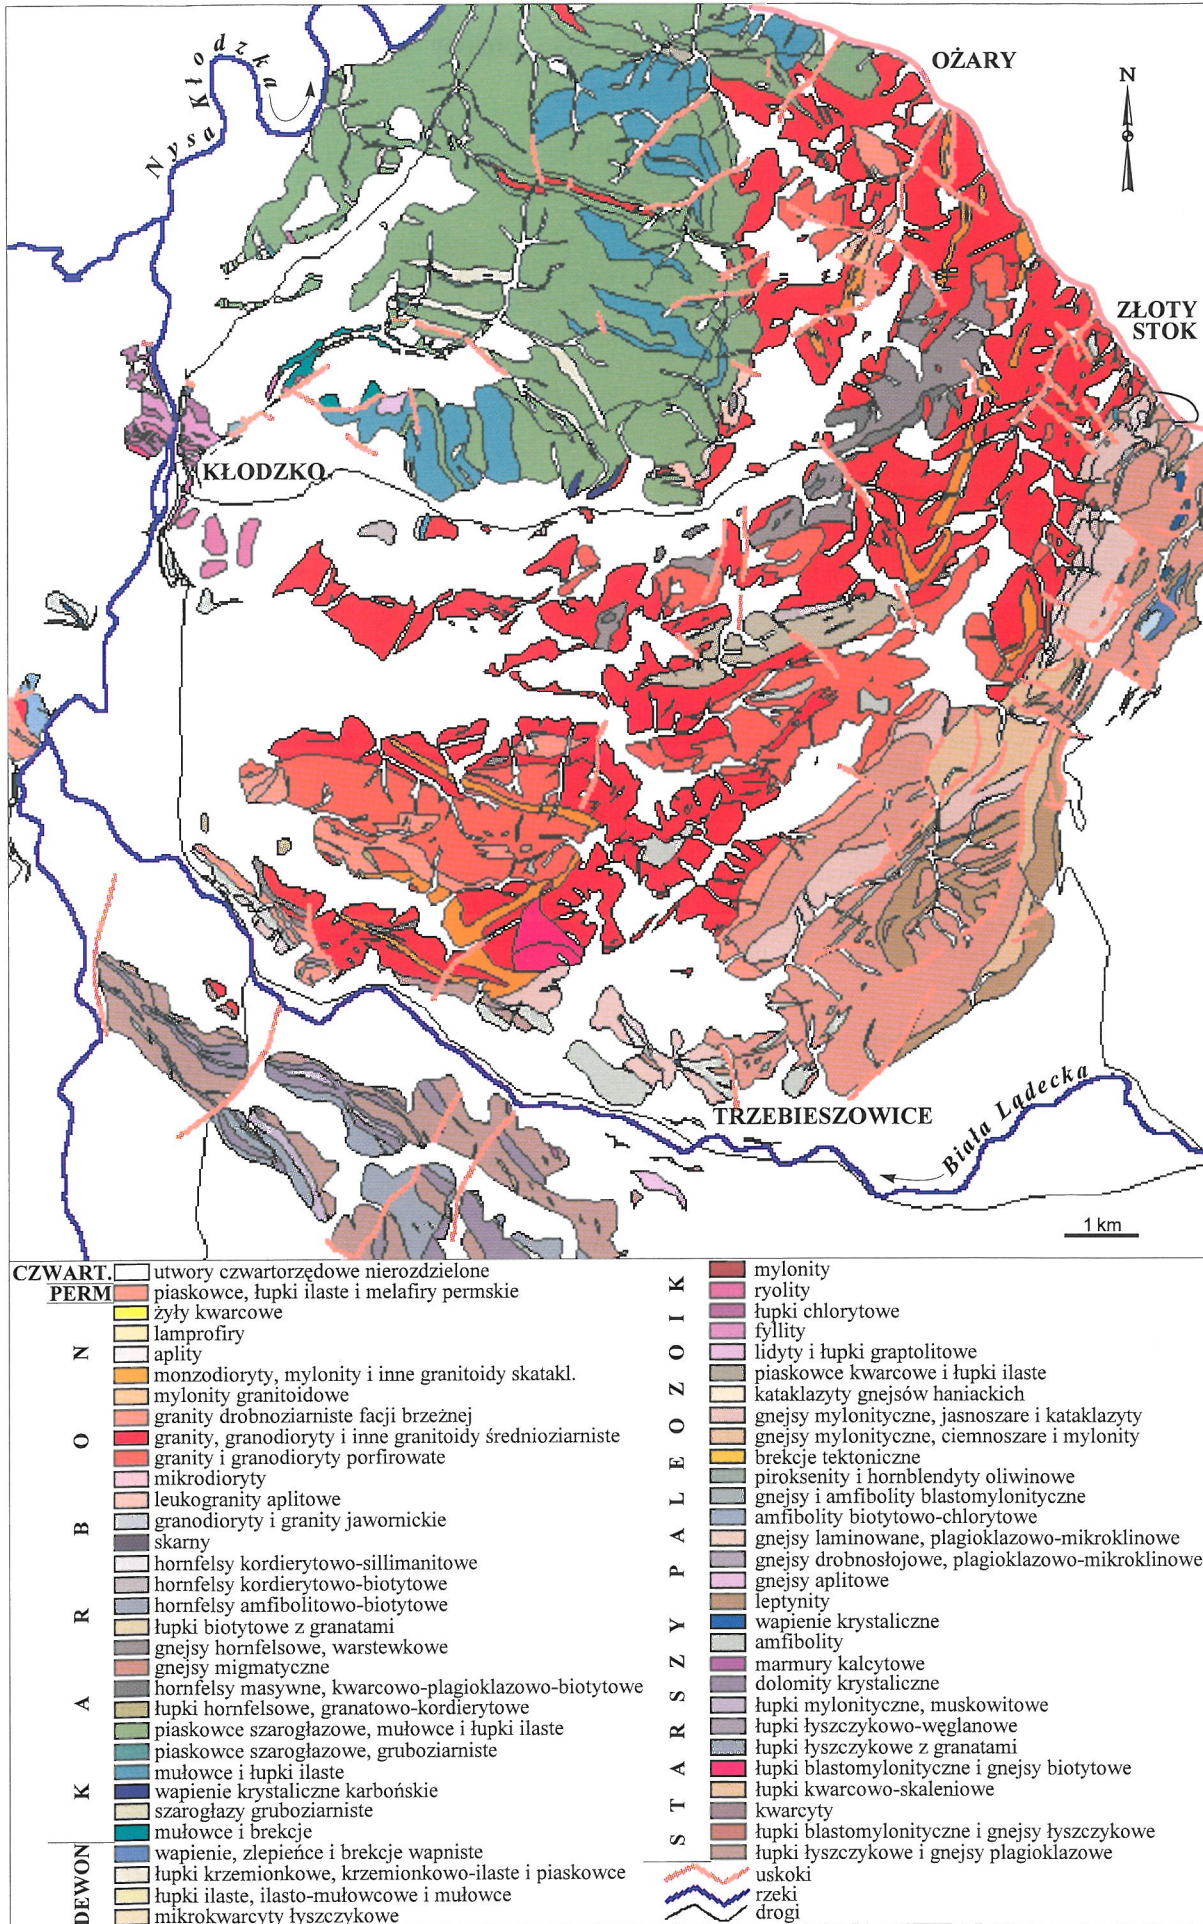 Nysa Kłodzka
OŻARY
N
ZŁOTY
STOK
KŁODZKO
TRZEBIESZOWICE
Biała Lądecka
1 km
CZWART.
utwory czwartorzędowe nierozdzielone
PERM
piaskowce, łupki ilaste i melafiry permskie
KARBON
żyły kwarcowe
lamprofiry
aplity
monzodioryty, mylonity i inne granitoidy skatakl.
mylonity granitoidowe
granity drobnoziarniste facji brzeżnej
granity, granodioryty i inne granitoidy średnioziarniste
granity i granodioryty porfirowate
mikrodioryty
leukogranity aplitowe
granodioryty i granity jawornickie
skarny
hornfelsy kordierytowo-sillimanitowe
hornfelsy kordierytowo-biotytowe
hornfelsy amfibolitowo-biotytowe
łupki biotytowe z granatami
gnejsy hornfelsowe, warstewkowe
gnejsy migmatyczne
hornfelsy masywne, kwarcowo-plagioklazowo-biotytowe
łupki hornfelsowe, granatowo-kordierytowe
piaskowce szarogłazowe, mułowce i łupki ilaste
piaskowce szarogłazowe, gruboziarniste
mułowce i łupki ilaste
wapienie krystaliczne karbońskie
szarogłazy gruboziarniste
mułowce i brekcje
DEWON
wapienie, zlepieńce i brekcje wapniste
łupki krzemionkowe, krzemionkowo-ilaste i piaskowce
łupki ilaste, ilasto-mułowcowe i mułowce
mikrokwarcyty łyszczykowe
STARSZY PALEOZOIK
mylonity
ryolity
łupki chlorytowe
fyllity
lidyty i łupki graptolitowe
piaskowce kwarcowe i łupki ilaste
kataklazyty gnejsów haniackich
gnejsy mylonityczne, jasnoszare i kataklazyty
gnejsy mylonityczne, ciemnoszare i mylonity
brekcje tektoniczne
piroksenity i hornblendyty oliwinowe
gnejsy i amfibolity blastomylonityczne
amfibolity biotytowo-chlorytowe
gnejsy laminowane, plagioklazowo-mikroklinowe
gnejsy drobnosłojowe, plagioklazowo-mikroklinowe
gnejsy aplitowe
leptynity
wapienie krystaliczne
amfibolity
marmury kalcytowe
dolomity krystaliczne
łupki mylonityczne, muskowitowe
łupki łyszczykowo-węglanowe
łupki łyszczykowe z granatami
łupki blastomylonityczne i gnejsy biotytowe
łupki kwarcowo-skaleniowe
kwarcyty
łupki blastomylonityczne i gnejsy łyszczykowe
łupki łyszczykowe i gnejsy plagioklazowe
uskoki
rzeki
drogi